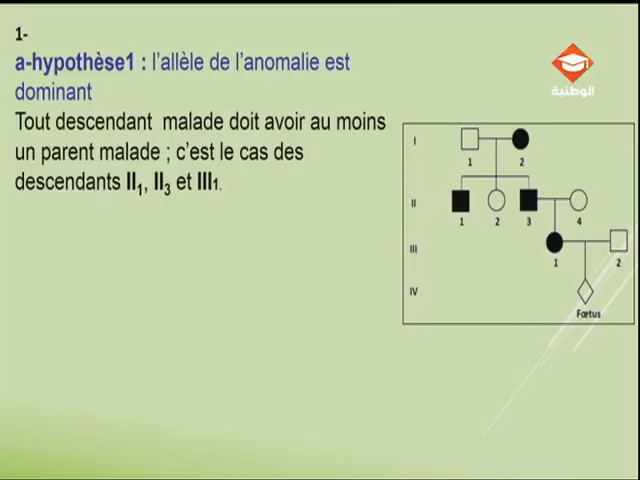 1-
a-hypothèse1 : l'allèle de l'anomalie est
dominant
Tout descendant malade doit avoir au moins
un parent malade ; c'est le cas des
descendants II1, II3 et III1.
الوطنية
I
1 2
II
1 2 3 4
III
1 2
IV
Fœtus